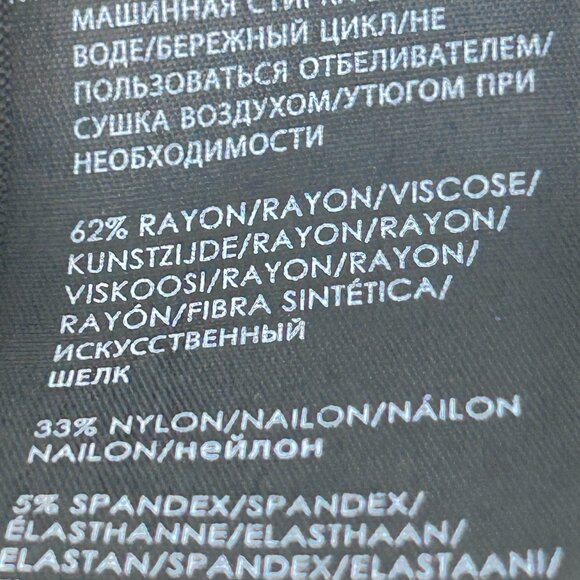 МАШИННАЯ
ВОДЕ/БЕРЕЖНЫЙ ЦИКЛ/НЕ
ПОЛЬЗОВАТЬСЯ ОТБЕЛИВАТЕЛЕМ/
СУШКА ВОЗДУХОМ/УТЮГОМ ПРИ
НЕОБХОДИМОСТИ
62% RAYON/RAYON/VISCOSE/
KUNSTZIJDE/RAYON/RAYON/
VISKOOSI/RAYON/RAYON/
RAYÓN/FIBRA SINTÉTICA/
ИСКУССТВЕННЫЙ
ШЕЛК
33% NYLON/NAILON/NÁILON
NAILON/нейлон
5% SPANDEX/SPANDEX/
ÉLASTHANNE/ELASTHAAN/
ELASTAN/SPANDEX/ELASTAANI/